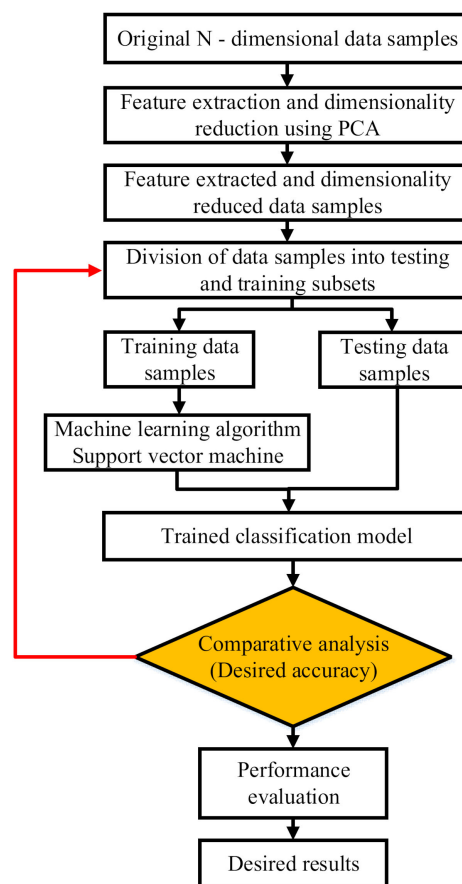 Original N - dimensional data samples
Feature extraction and dimensionality
reduction using PCA
Feature extracted and dimensionality
reduced data samples
Division of data samples into testing
and training subsets
Training data
samples
Testing data
samples
Machine learning algorithm
Support vector machine
Trained classification model
Comparative analysis
(Desired accuracy)
Performance
evaluation
Desired results